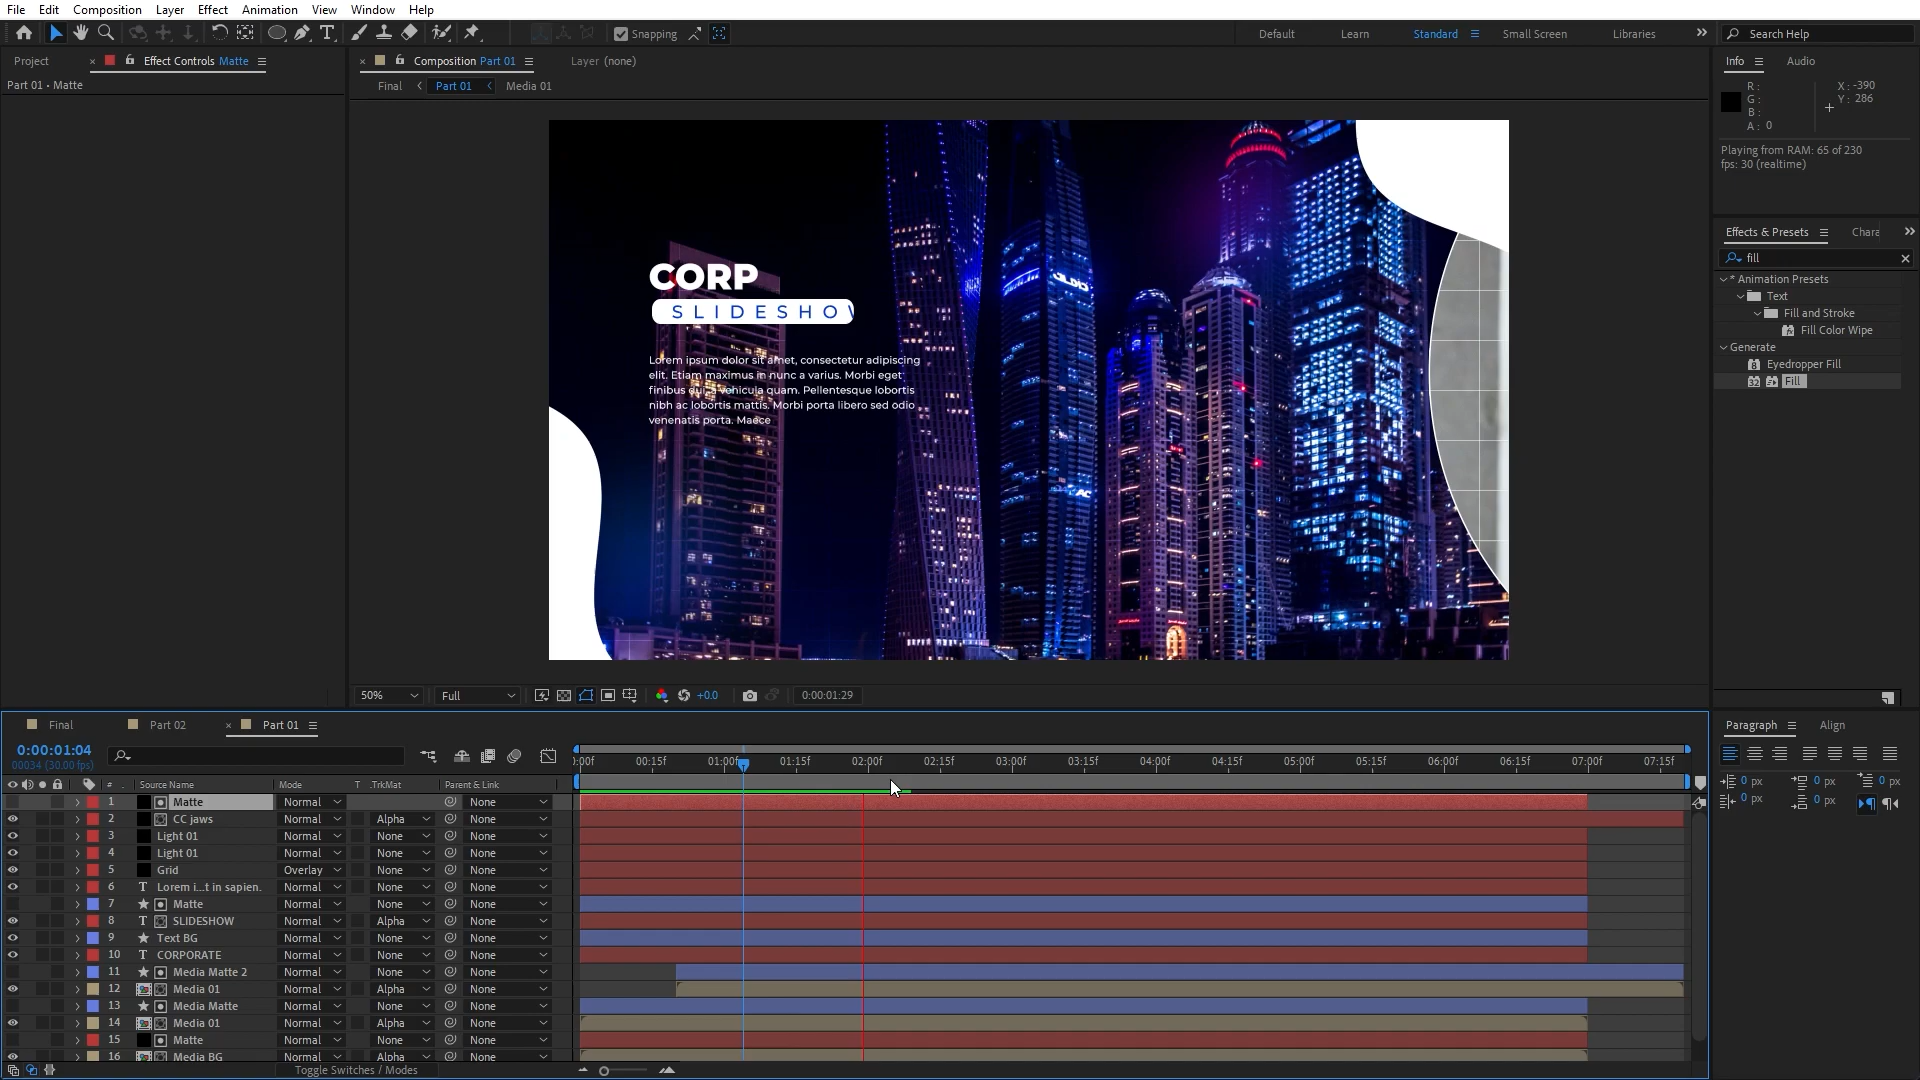 File Edit Composition Layer Effect Animation View Window Help
Snapping
Default Learn Standard Small Screen Libraries Search Help
Project Effect Controls Matte
Part 01 • Matte
Composition Part 01 Layer (none)
Final Part 01 Media 01
CORP
SLIDESHO
Lorem ipsum dolor sit amet, consectetur adipiscing
elit. Etiam maximus in nunc a varius. Morbi eget
finibus dui, a vehicula quam. Pellentesque lobortis
nibh ac lobortis mattis. Morbi porta libero sed odio
venenatis porta. Maece
50% Full +0.0 0:00:01:29
Info Audio
R :
G :
B :
A : 0
X : -390
Y : 286
Playing from RAM: 65 of 230
fps: 30 (realtime)
Effects & Presets Chara
fill
* Animation Presets
Text
Fill and Stroke
Fill Color Wipe
Generate
Eyedropper Fill
Fill
Paragraph Align
0 px 0 px 0 px
0 px 0 px
Final Part 02 Part 01
0:00:01:04
00034 (30.00 fps)
:00f 00:15f 01:00f 01:15f 02:00f 02:15f 03:00f 03:15f 04:00f 04:15f 05:00f 05:15f 06:00f 06:15f 07:00f 07:15f
# Source Name Mode T .TrkMat Parent & Link
1 Matte Normal None
2 CC jaws Normal Alpha None
3 Light 01 Normal None None
4 Light 01 Normal None None
5 Grid Overlay None None
6 T Lorem i...t in sapien. Normal None None
7 Matte Normal None None
8 T SLIDESHOW Normal Alpha None
9 Text BG Normal None None
10 T CORPORATE Normal None None
11 Media Matte 2 Normal None None
12 Media 01 Normal Alpha None
13 Media Matte Normal None None
14 Media 01 Normal Alpha None
15 Matte Normal None None
16 Media BG Normal Alpha None
Toggle Switches / Modes